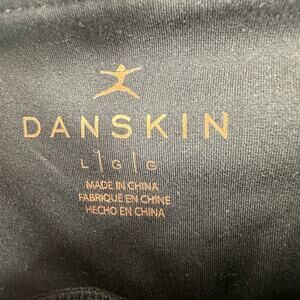 DANSKIN
L | G | G
MADE IN CHINA
FABRIQUÉ EN CHINE
HECHO EN CHINA